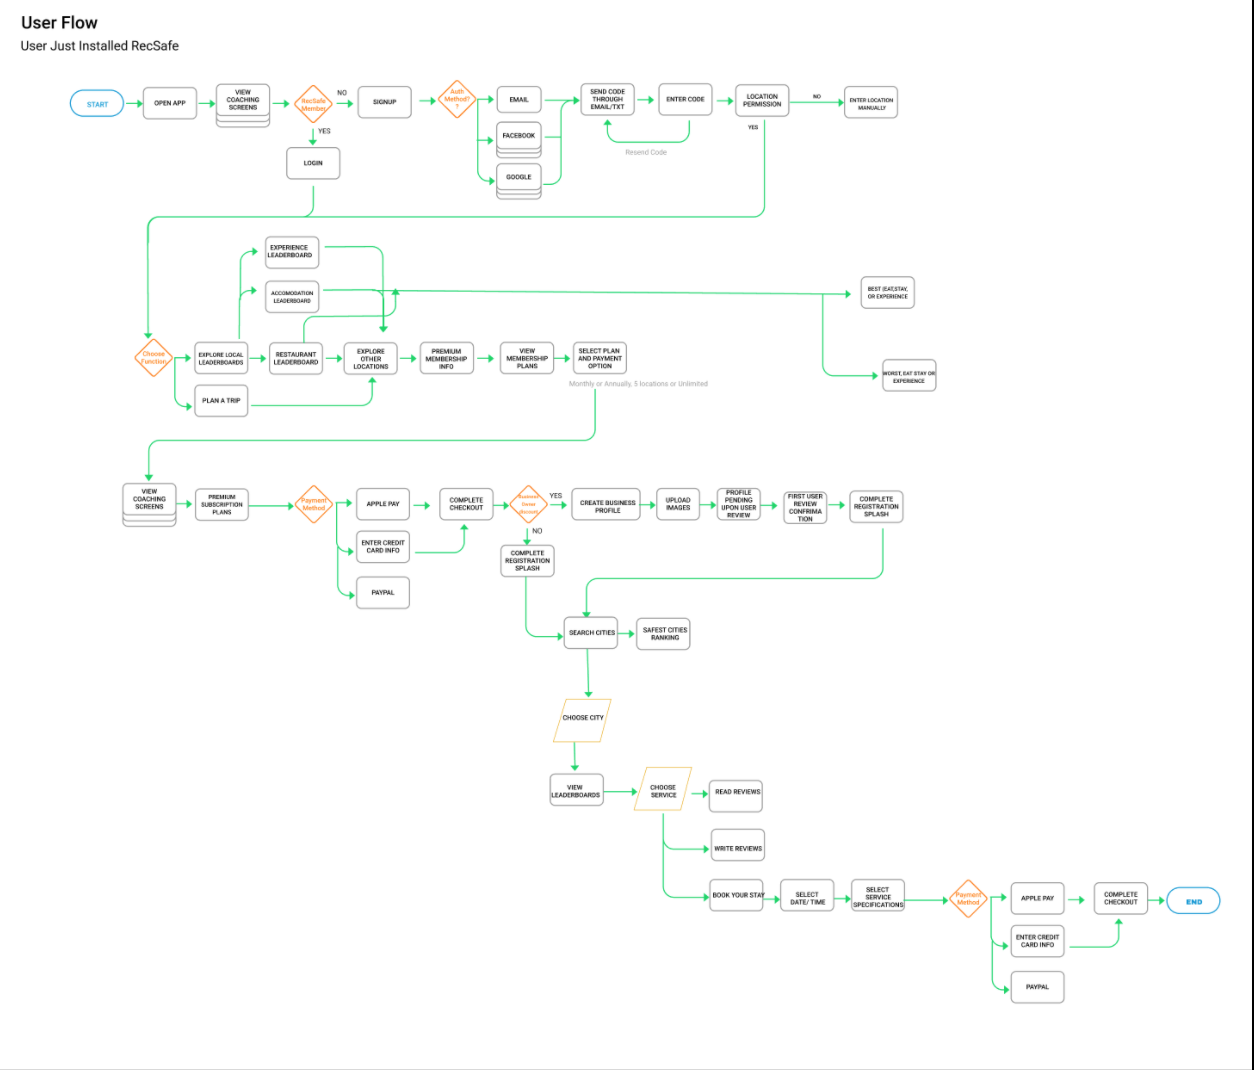 User Flow
User Just Installed RecSafe
START
OPEN APP
VIEW
COACHING
SCREENS
RecSafe
Member
NO
YES
SIGNUP
LOGIN
Auth
Method?
?
EMAIL
FACEBOOK
GOOGLE
SEND CODE
THROUGH
EMAIL/TXT
ENTER CODE
Resend Code
LOCATION
PERMISSION
NO
YES
ENTER LOCATION
MANUALLY
EXPERIENCE
LEADERBOARD
ACCOMODATION
LEADERBOARD
BEST (EAT,STAY,
OR EXPERIENCE
Choose
Function
EXPLORE LOCAL
LEADERBOARDS
RESTAURANT
LEADERBOARD
EXPLORE
OTHER
LOCATIONS
PREMIUM
MEMBERSHIP
INFO
VIEW
MEMBERSHIP
PLANS
SELECT PLAN
AND PAYMENT
OPTION
Monthly or Annually, 5 locations or Unlimited
WORST, EAT STAY OR
EXPERIENCE
PLAN A TRIP
VIEW
COACHING
SCREENS
PREMIUM
SUBSCRIPTION
PLANS
Payment
Method
APPLE PAY
ENTER CREDIT
CARD INFO
PAYPAL
COMPLETE
CHECKOUT
Business
Owner
YES
NO
CREATE BUSINESS
PROFILE
UPLOAD
IMAGES
PROFILE
PENDING
UPON USER
REVIEW
FIRST USER
REVIEW
CONFRIMA
TION
COMPLETE
REGISTRATION
SPLASH
COMPLETE
REGISTRATION
SPLASH
SEARCH CITIES
SAFEST CITIES
RANKING
CHOOSE CITY
VIEW
LEADERBOARDS
CHOOSE
SERVICE
READ REVIEWS
WRITE REVIEWS
BOOK YOUR STAY
SELECT
DATE/ TIME
SELECT
SERVICE
SPECIFICATIONS
Payment
Method
APPLE PAY
ENTER CREDIT
CARD INFO
PAYPAL
COMPLETE
CHECKOUT
END